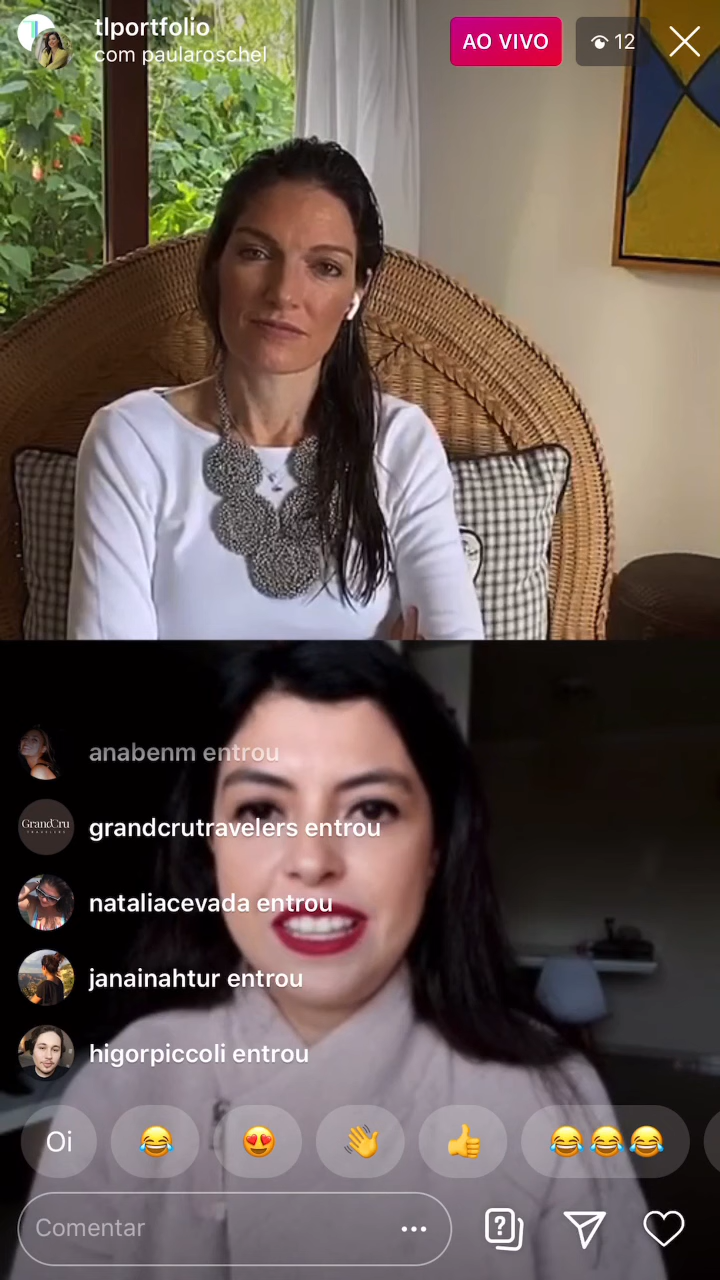 tlportfolio
com paularoschel
AO VIVO
12
anabenm entrou
GrandCru
TRAVELERS
grandcrutravelers entrou
nataliacevada entrou
janainahtur entrou
higorpiccoli entrou
Oi
Comentar